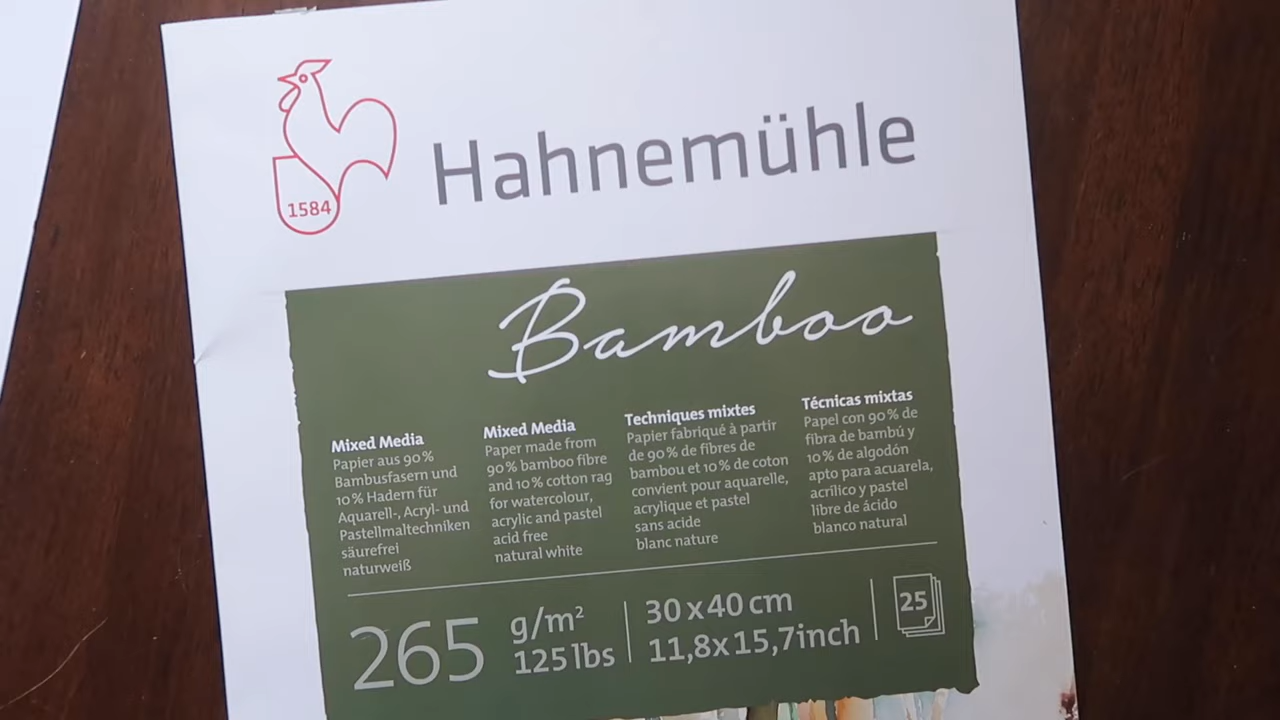 1584
Hahnemühle
Bamboo
Mixed Media
Papier aus 90 %
Bambusfasern und
10 % Hadern für
Aquarell-, Acryl- und
Pastellmaltechniken
säurefrei
naturweiß
Mixed Media
Paper made from
90 % bamboo fibre
and 10 % cotton rag
for watercolour,
acrylic and pastel
acid free
natural white
Techniques mixtes
Papier fabriqué à partir
de 90 % de fibres de
bambou et 10 % de coton
convient pour aquarelle,
acrylique et pastel
sans acide
blanc nature
Técnicas mixtas
Papel con 90 % de
fibra de bambú y
10 % de algodón
apto para acuarela,
acrílico y pastel
libre de ácido
blanco natural
265 g/m²
125 lbs
30 x 40 cm
11,8x15,7inch
25